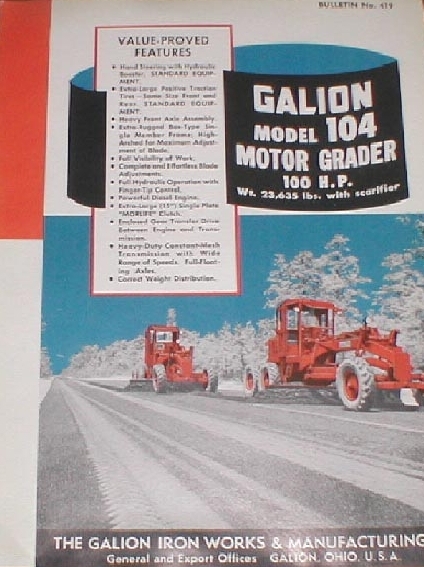 BULLETIN No. 419
VALUE-PROVED
FEATURES
• Hand Steering with Hydraulic
Booster, STANDARD EQUIP-
MENT.
• Extra-Large Positive Traction
Tires – Same Size Front and
Rear. STANDARD EQUIP-
MENT.
• Heavy Front Axle Assembly.
• Extra-Rugged Box-Type Sin-
gle Member Frame; High-
Arched for Maximum Adjust-
ment of Blade.
• Full Visibility of Work.
• Complete and Effortless Blade
Adjustments.
• Full Hydraulic Operation with
Finger-Tip Control.
• Powerful Diesel Engine.
• Extra-Large (15") Single Plate
"MORLIFE" Clutch.
• Enclosed Gear Transfer Drive
Between Engine and Trans-
mission.
• Heavy-Duty Constant-Mesh
Transmission with Wide
Range of Speeds. Full-Float-
ing Axles.
• Correct Weight Distribution.
GALION
MODEL 104
MOTOR GRADER
100 H.P.
Wt. 23,635 lbs. with scarifier
THE GALION IRON WORKS & MANUFACTURING
General and Export Offices GALION, OHIO, U.S.A.